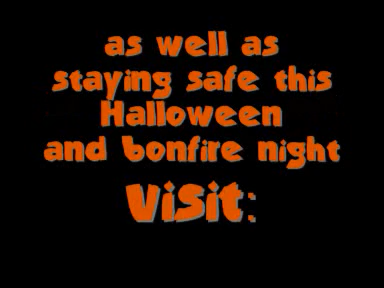 as well as
staying safe this
Halloween
and bonfire night
Visit: